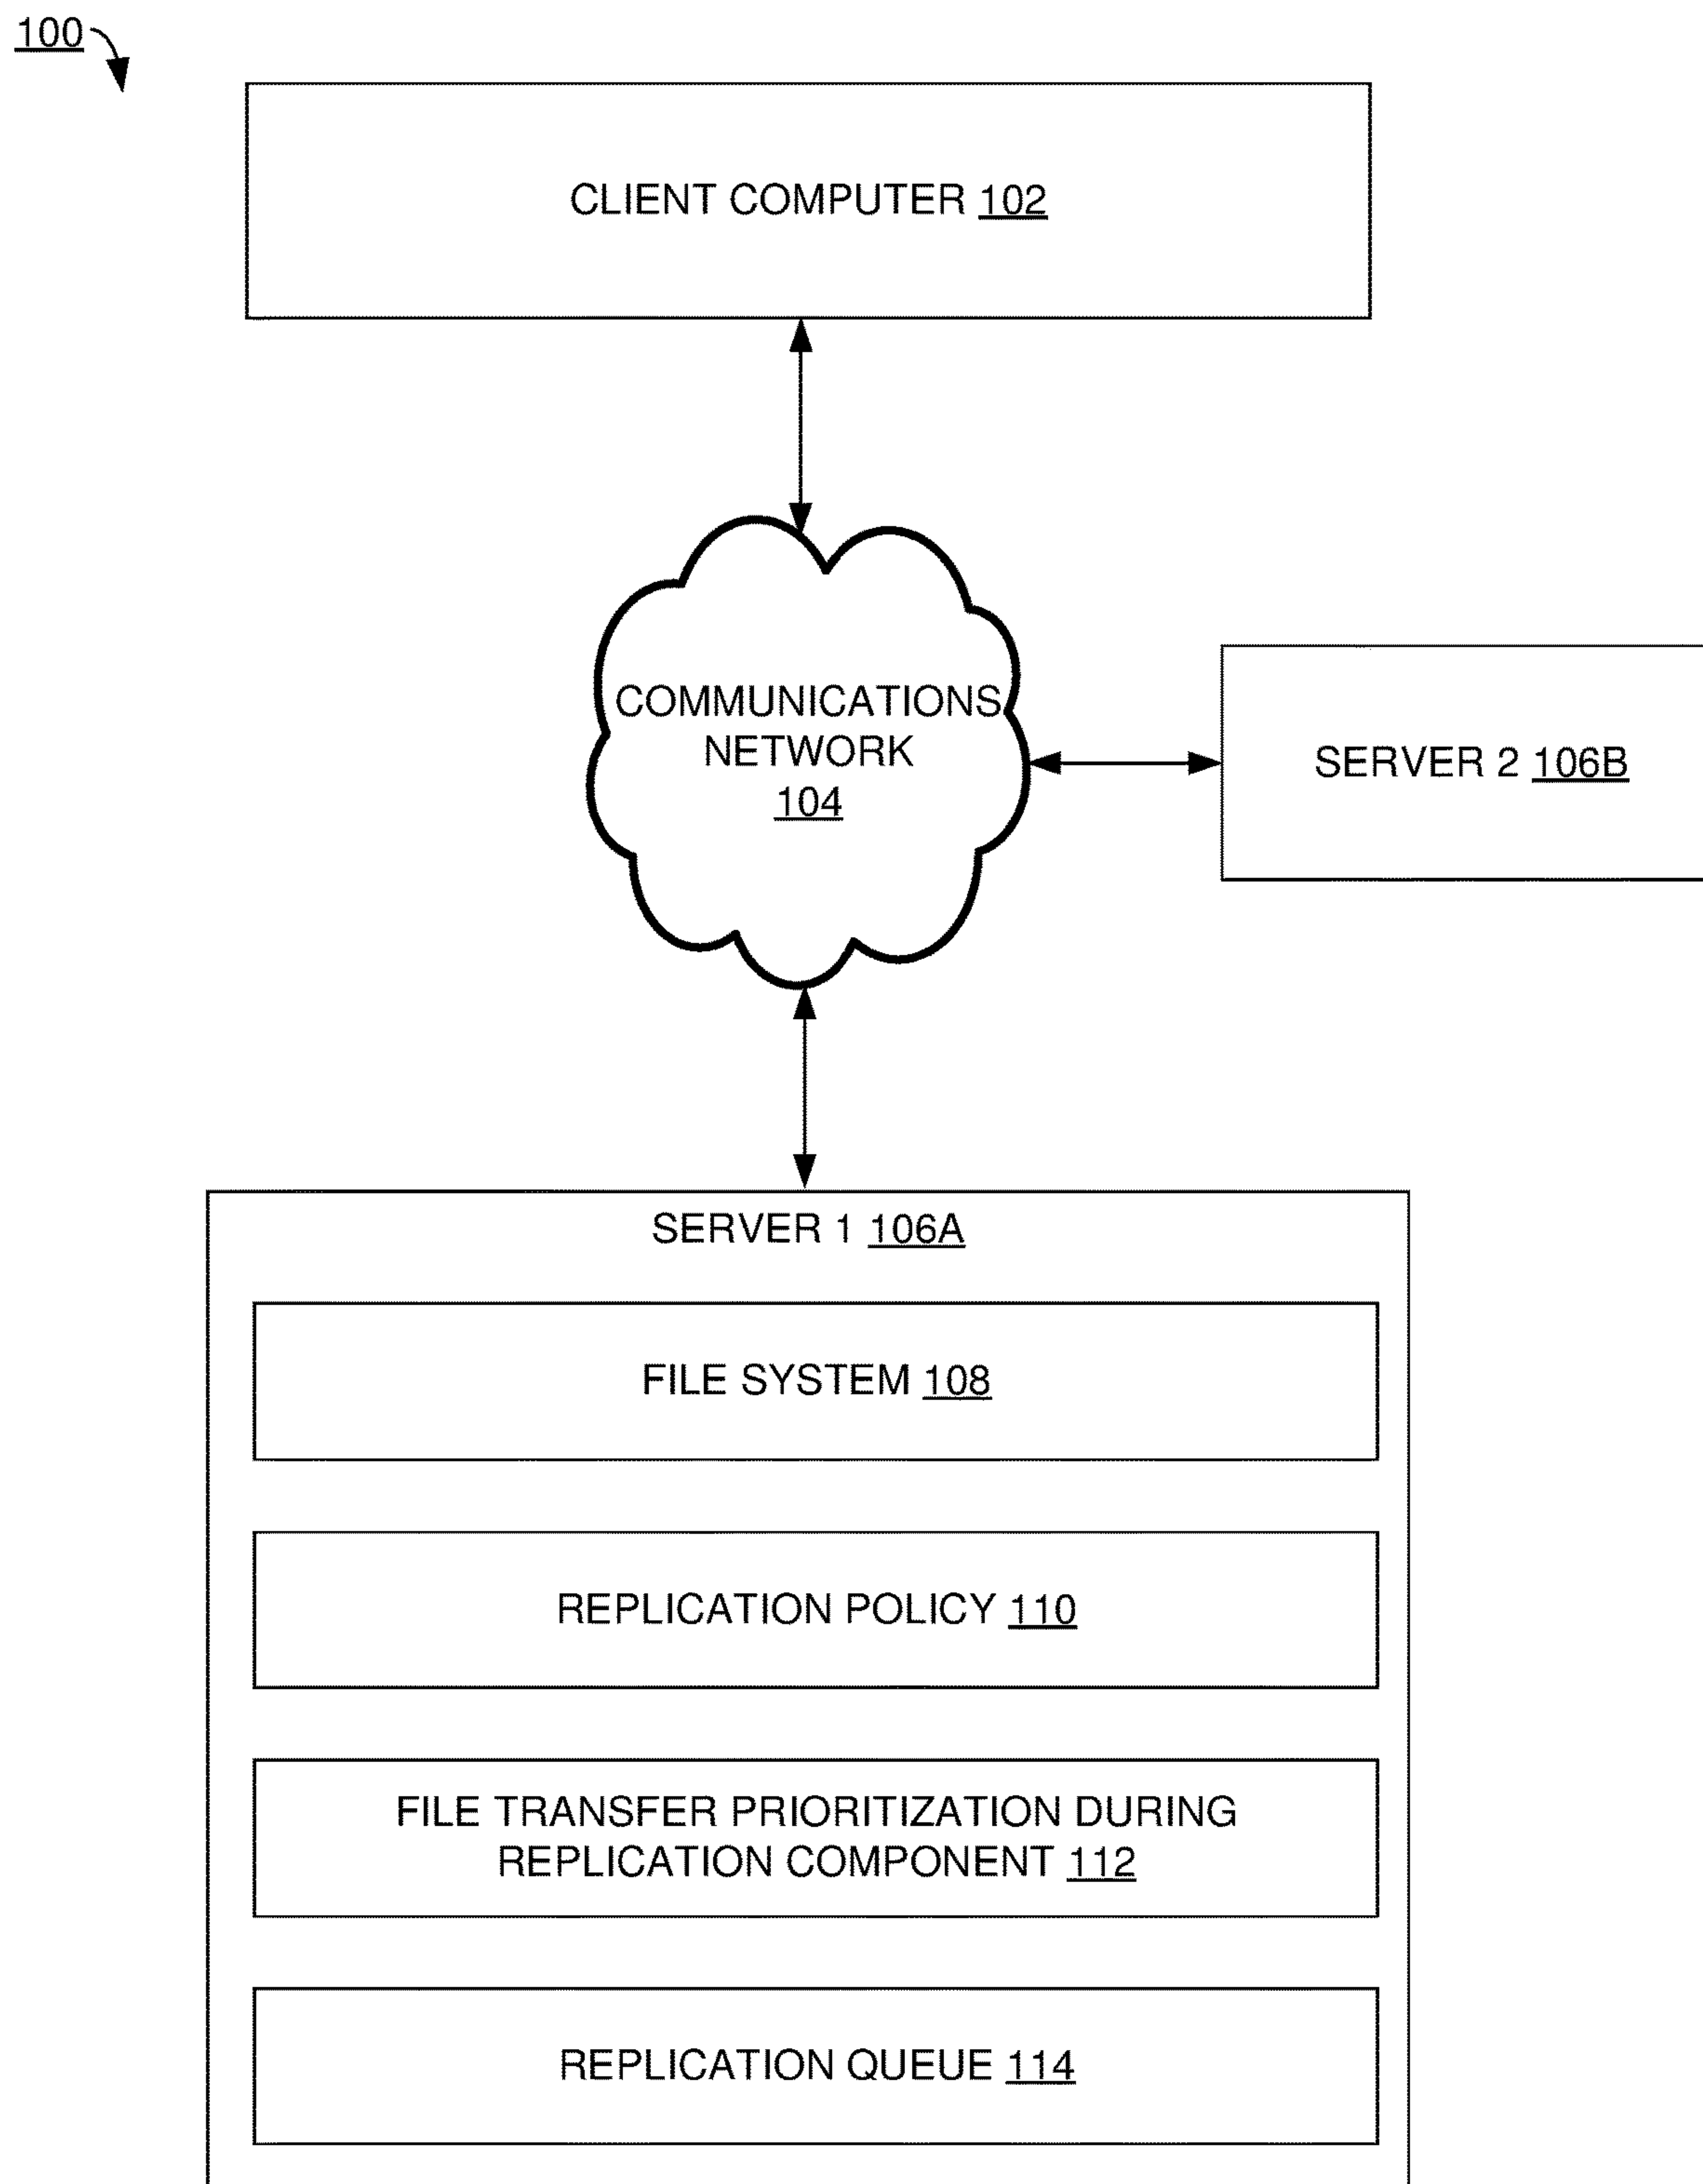 100
CLIENT COMPUTER 102
COMMUNICATIONS
NETWORK
104
SERVER 2 106B
SERVER 1 106A
FILE SYSTEM 108
REPLICATION POLICY 110
FILE TRANSFER PRIORITIZATION DURING
REPLICATION COMPONENT 112
REPLICATION QUEUE 114